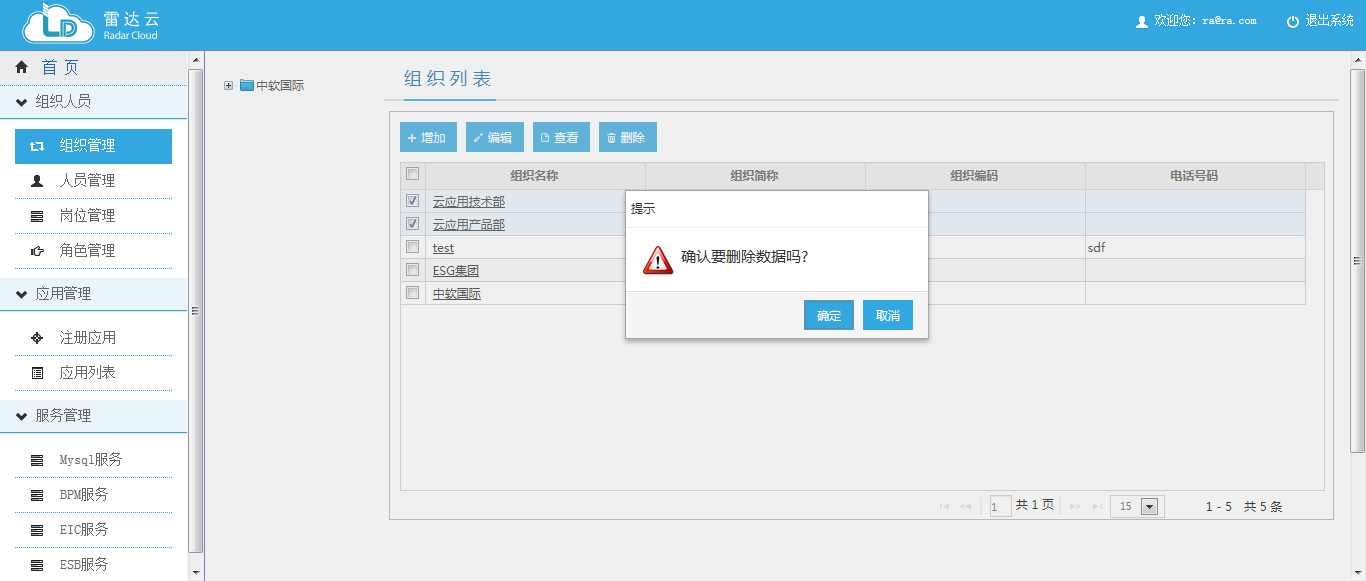 LD 雷达云
Radar Cloud
欢迎您: ra@ra.com 退出系统
首 页
组织人员
组织管理
人员管理
岗位管理
角色管理
应用管理
注册应用
应用列表
服务管理
Mysql服务
BPM服务
EIC服务
ESB服务
中软国际
组织列表
增加 编辑 查看 删除
组织名称 组织简称 组织编码 电话号码
云应用技术部
云应用产品部
test sdf
ESG集团
中软国际
提示
确认要删除数据吗?
确定 取消
1 共 1 页 15 1 - 5 共 5 条